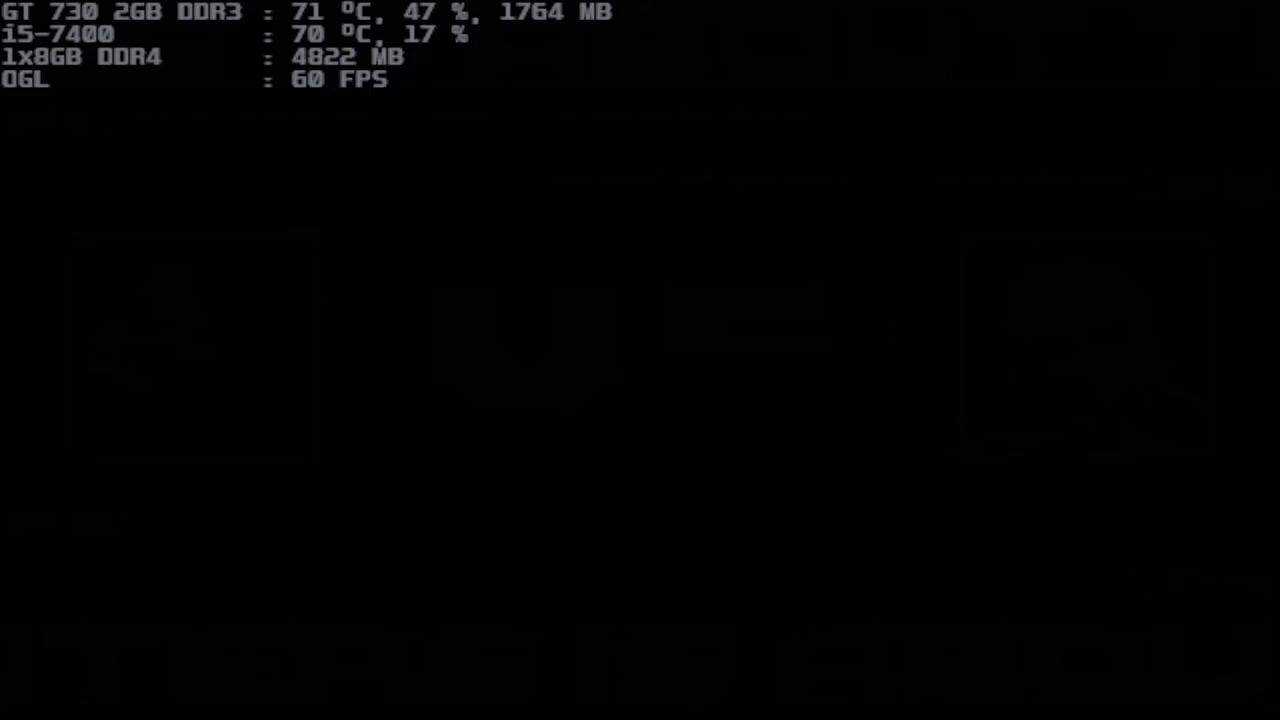 GT 730 2GB DDR3 : 71 ºC, 47 %, 1764 MB
i5-7400 : 70 ºC, 17 %
1x8GB DDR4 : 4822 MB
OGL : 60 FPS